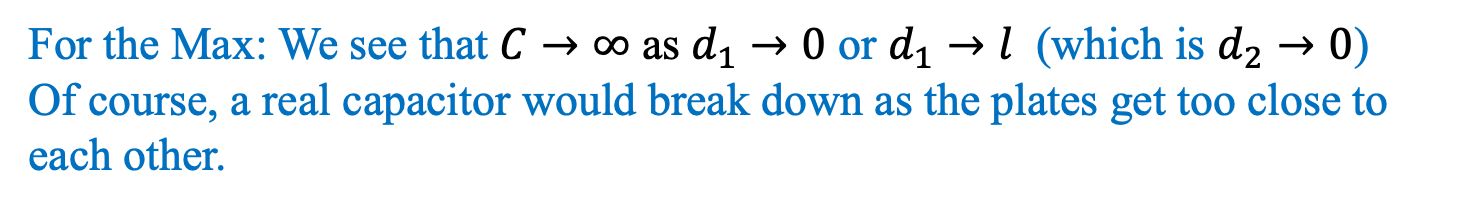 For the Max: We see that C → ∞ as d₁ → 0 or d₁ → l (which is d₂ → 0)
Of course, a real capacitor would break down as the plates get too close to
each other.